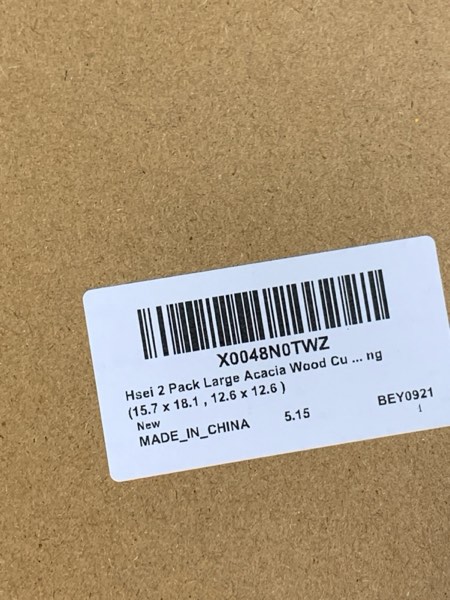 X0048N0TWZ
Hsei 2 Pack Large Acacia Wood Cu ... ng
(15.7 x 18.1 , 12.6 x 12.6 )
New
MADE_IN_CHINA 5.15 BEY0921
1